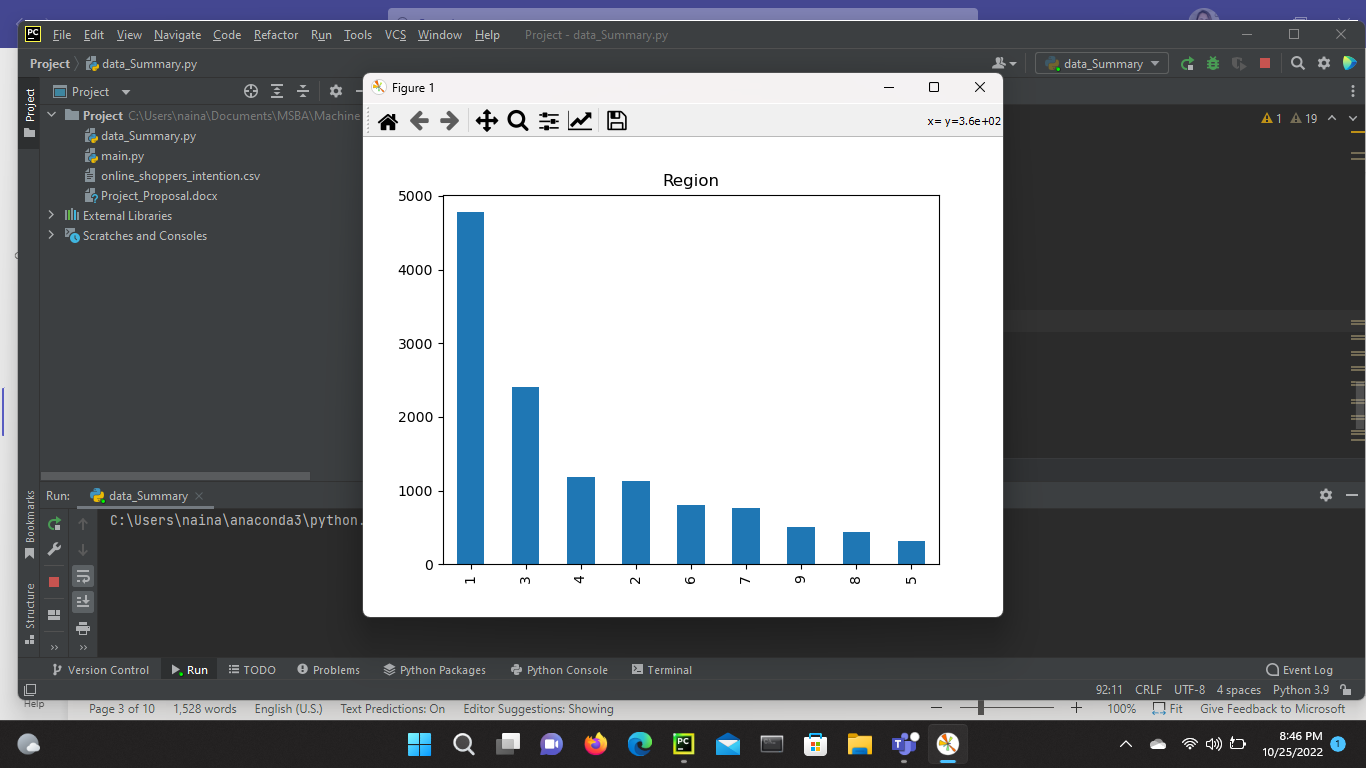 PC File Edit View Navigate Code Refactor Run Tools VCS Window Help Project - data_Summary.py
Project data_Summary.py data_Summary
Project Project
Figure 1
x= y=3.6e+02
Project C:\Users\naina\Documents\MSBA\Machine
data_Summary.py
main.py
online_shoppers_intention.csv
Project_Proposal.docx
External Libraries
Scratches and Consoles
1 19
Region
5000
4000
3000
2000
1000
0
1 3 4 2 6 7 9 8 5
Run: data_Summary
C:\Users\naina\anaconda3\python.
Bookmarks
Structure
Version Control Run TODO Problems Python Packages Python Console Terminal Event Log
92:11 CRLF UTF-8 4 spaces Python 3.9
Help
Page 3 of 10 1,528 words English (U.S.) Text Predictions: On Editor Suggestions: Showing 100% Fit Give Feedback to Microsoft
PC
8:46 PM
10/25/2022 1